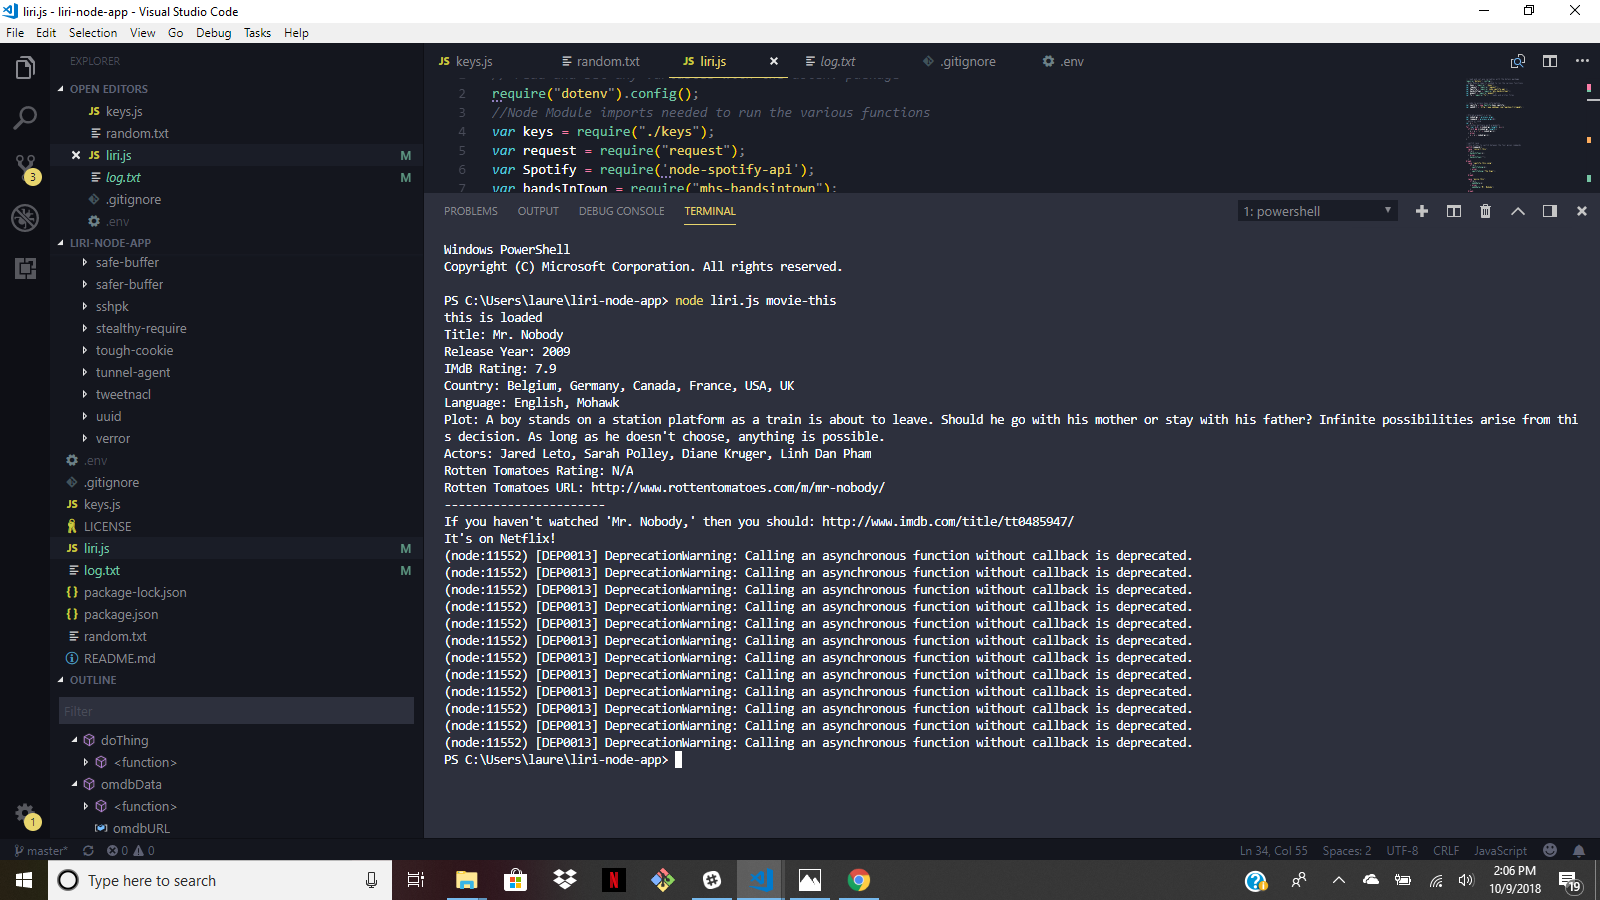 liri.js - liri-node-app - Visual Studio Code
File Edit Selection View Go Debug Tasks Help
EXPLORER
OPEN EDITORS
JS keys.js
random.txt
JS liri.js M
log.txt M
.gitignore
.env
LIRI-NODE-APP
safe-buffer
safer-buffer
sshpk
stealthy-require
tough-cookie
tunnel-agent
tweetnacl
uuid
verror
.env
.gitignore
JS keys.js
LICENSE
JS liri.js M
log.txt M
{} package-lock.json
{} package.json
random.txt
README.md
OUTLINE
Filter
doThing
<function>
omdbData
<function>
omdbURL
3
1
JS keys.js random.txt JS liri.js log.txt .gitignore .env
2 require("dotenv").config();
3 //Node Module imports needed to run the various functions
4 var keys = require("./keys");
5 var request = require("request");
6 var Spotify = require('node-spotify-api');
7 var bandsInTown = require("mhs-bandsintown");
PROBLEMS OUTPUT DEBUG CONSOLE TERMINAL 1: powershell
Windows PowerShell
Copyright (C) Microsoft Corporation. All rights reserved.
PS C:\Users\laure\liri-node-app> node liri.js movie-this
this is loaded
Title: Mr. Nobody
Release Year: 2009
IMdB Rating: 7.9
Country: Belgium, Germany, Canada, France, USA, UK
Language: English, Mohawk
Plot: A boy stands on a station platform as a train is about to leave. Should he go with his mother or stay with his father? Infinite possibilities arise from thi
s decision. As long as he doesn't choose, anything is possible.
Actors: Jared Leto, Sarah Polley, Diane Kruger, Linh Dan Pham
Rotten Tomatoes Rating: N/A
Rotten Tomatoes URL: http://www.rottentomatoes.com/m/mr-nobody/
-----------------------
If you haven't watched 'Mr. Nobody,' then you should: http://www.imdb.com/title/tt0485947/
It's on Netflix!
(node:11552) [DEP0013] DeprecationWarning: Calling an asynchronous function without callback is deprecated.
(node:11552) [DEP0013] DeprecationWarning: Calling an asynchronous function without callback is deprecated.
(node:11552) [DEP0013] DeprecationWarning: Calling an asynchronous function without callback is deprecated.
(node:11552) [DEP0013] DeprecationWarning: Calling an asynchronous function without callback is deprecated.
(node:11552) [DEP0013] DeprecationWarning: Calling an asynchronous function without callback is deprecated.
(node:11552) [DEP0013] DeprecationWarning: Calling an asynchronous function without callback is deprecated.
(node:11552) [DEP0013] DeprecationWarning: Calling an asynchronous function without callback is deprecated.
(node:11552) [DEP0013] DeprecationWarning: Calling an asynchronous function without callback is deprecated.
(node:11552) [DEP0013] DeprecationWarning: Calling an asynchronous function without callback is deprecated.
(node:11552) [DEP0013] DeprecationWarning: Calling an asynchronous function without callback is deprecated.
(node:11552) [DEP0013] DeprecationWarning: Calling an asynchronous function without callback is deprecated.
(node:11552) [DEP0013] DeprecationWarning: Calling an asynchronous function without callback is deprecated.
PS C:\Users\laure\liri-node-app>
master* 0 0 Ln 34, Col 55 Spaces: 2 UTF-8 CRLF JavaScript
Type here to search
2:06 PM
10/9/2018
19